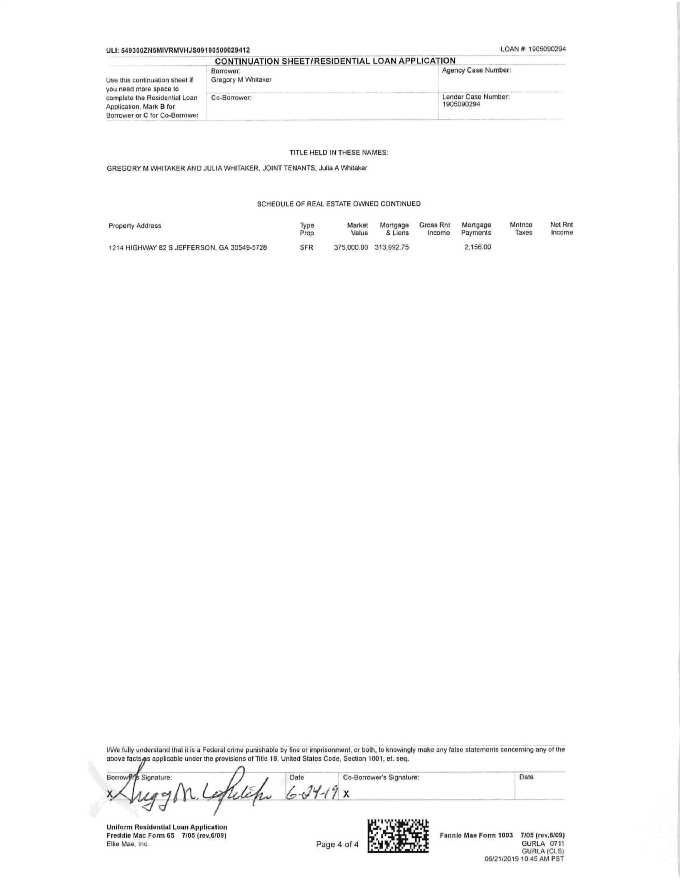 ULI: 549300ZN5MIVRMVHJS09190509029412 LOAN #: 1905090294
CONTINUATION SHEET/RESIDENTIAL LOAN APPLICATION
Use this continuation sheet if you need more space to complete the Residential Loan Application. Mark B for Borrower or C for Co-Borrower.
Borrower:
Gregory M Whitaker
Agency Case Number:
Co-Borrower:
Lender Case Number:
1905090294
TITLE HELD IN THESE NAMES:
GREGORY M WHITAKER AND JULIA WHITAKER, JOINT TENANTS, Julia A Whitaker
SCHEDULE OF REAL ESTATE OWNED CONTINUED
Property Address Type Prop Market Value Mortgage & Liens Gross Rnt Income Mortgage Payments Mntnce Taxes Net Rnt Income
1214 HIGHWAY 82 S JEFFERSON, GA 30549-5728 SFR 375,000.00 313,692.75 2,156.00
I/We fully understand that it is a Federal crime punishable by fine or imprisonment, or both, to knowingly make any false statements concerning any of the
above facts as applicable under the provisions of Title 18, United States Code, Section 1001, et. seq.
Borrower's Signature: Date Co-Borrower's Signature: Date
X 6-24-19 X
Uniform Residential Loan Application
Freddie Mac Form 65 7/05 (rev.6/09)
Ellie Mae, Inc.
Page 4 of 4
Fannie Mae Form 1003 7/05 (rev.6/09)
GURLA 0711
GURLA (CLS)
06/21/2019 10:45 AM PST